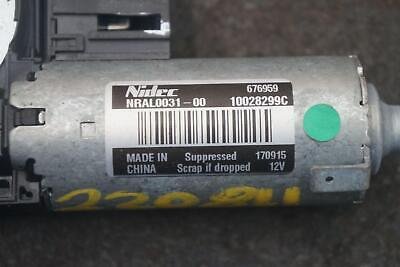 Nidec 676959
NRAL0031-00 10028299C
MADE IN Suppressed 170915
CHINA Scrap if dropped 12V